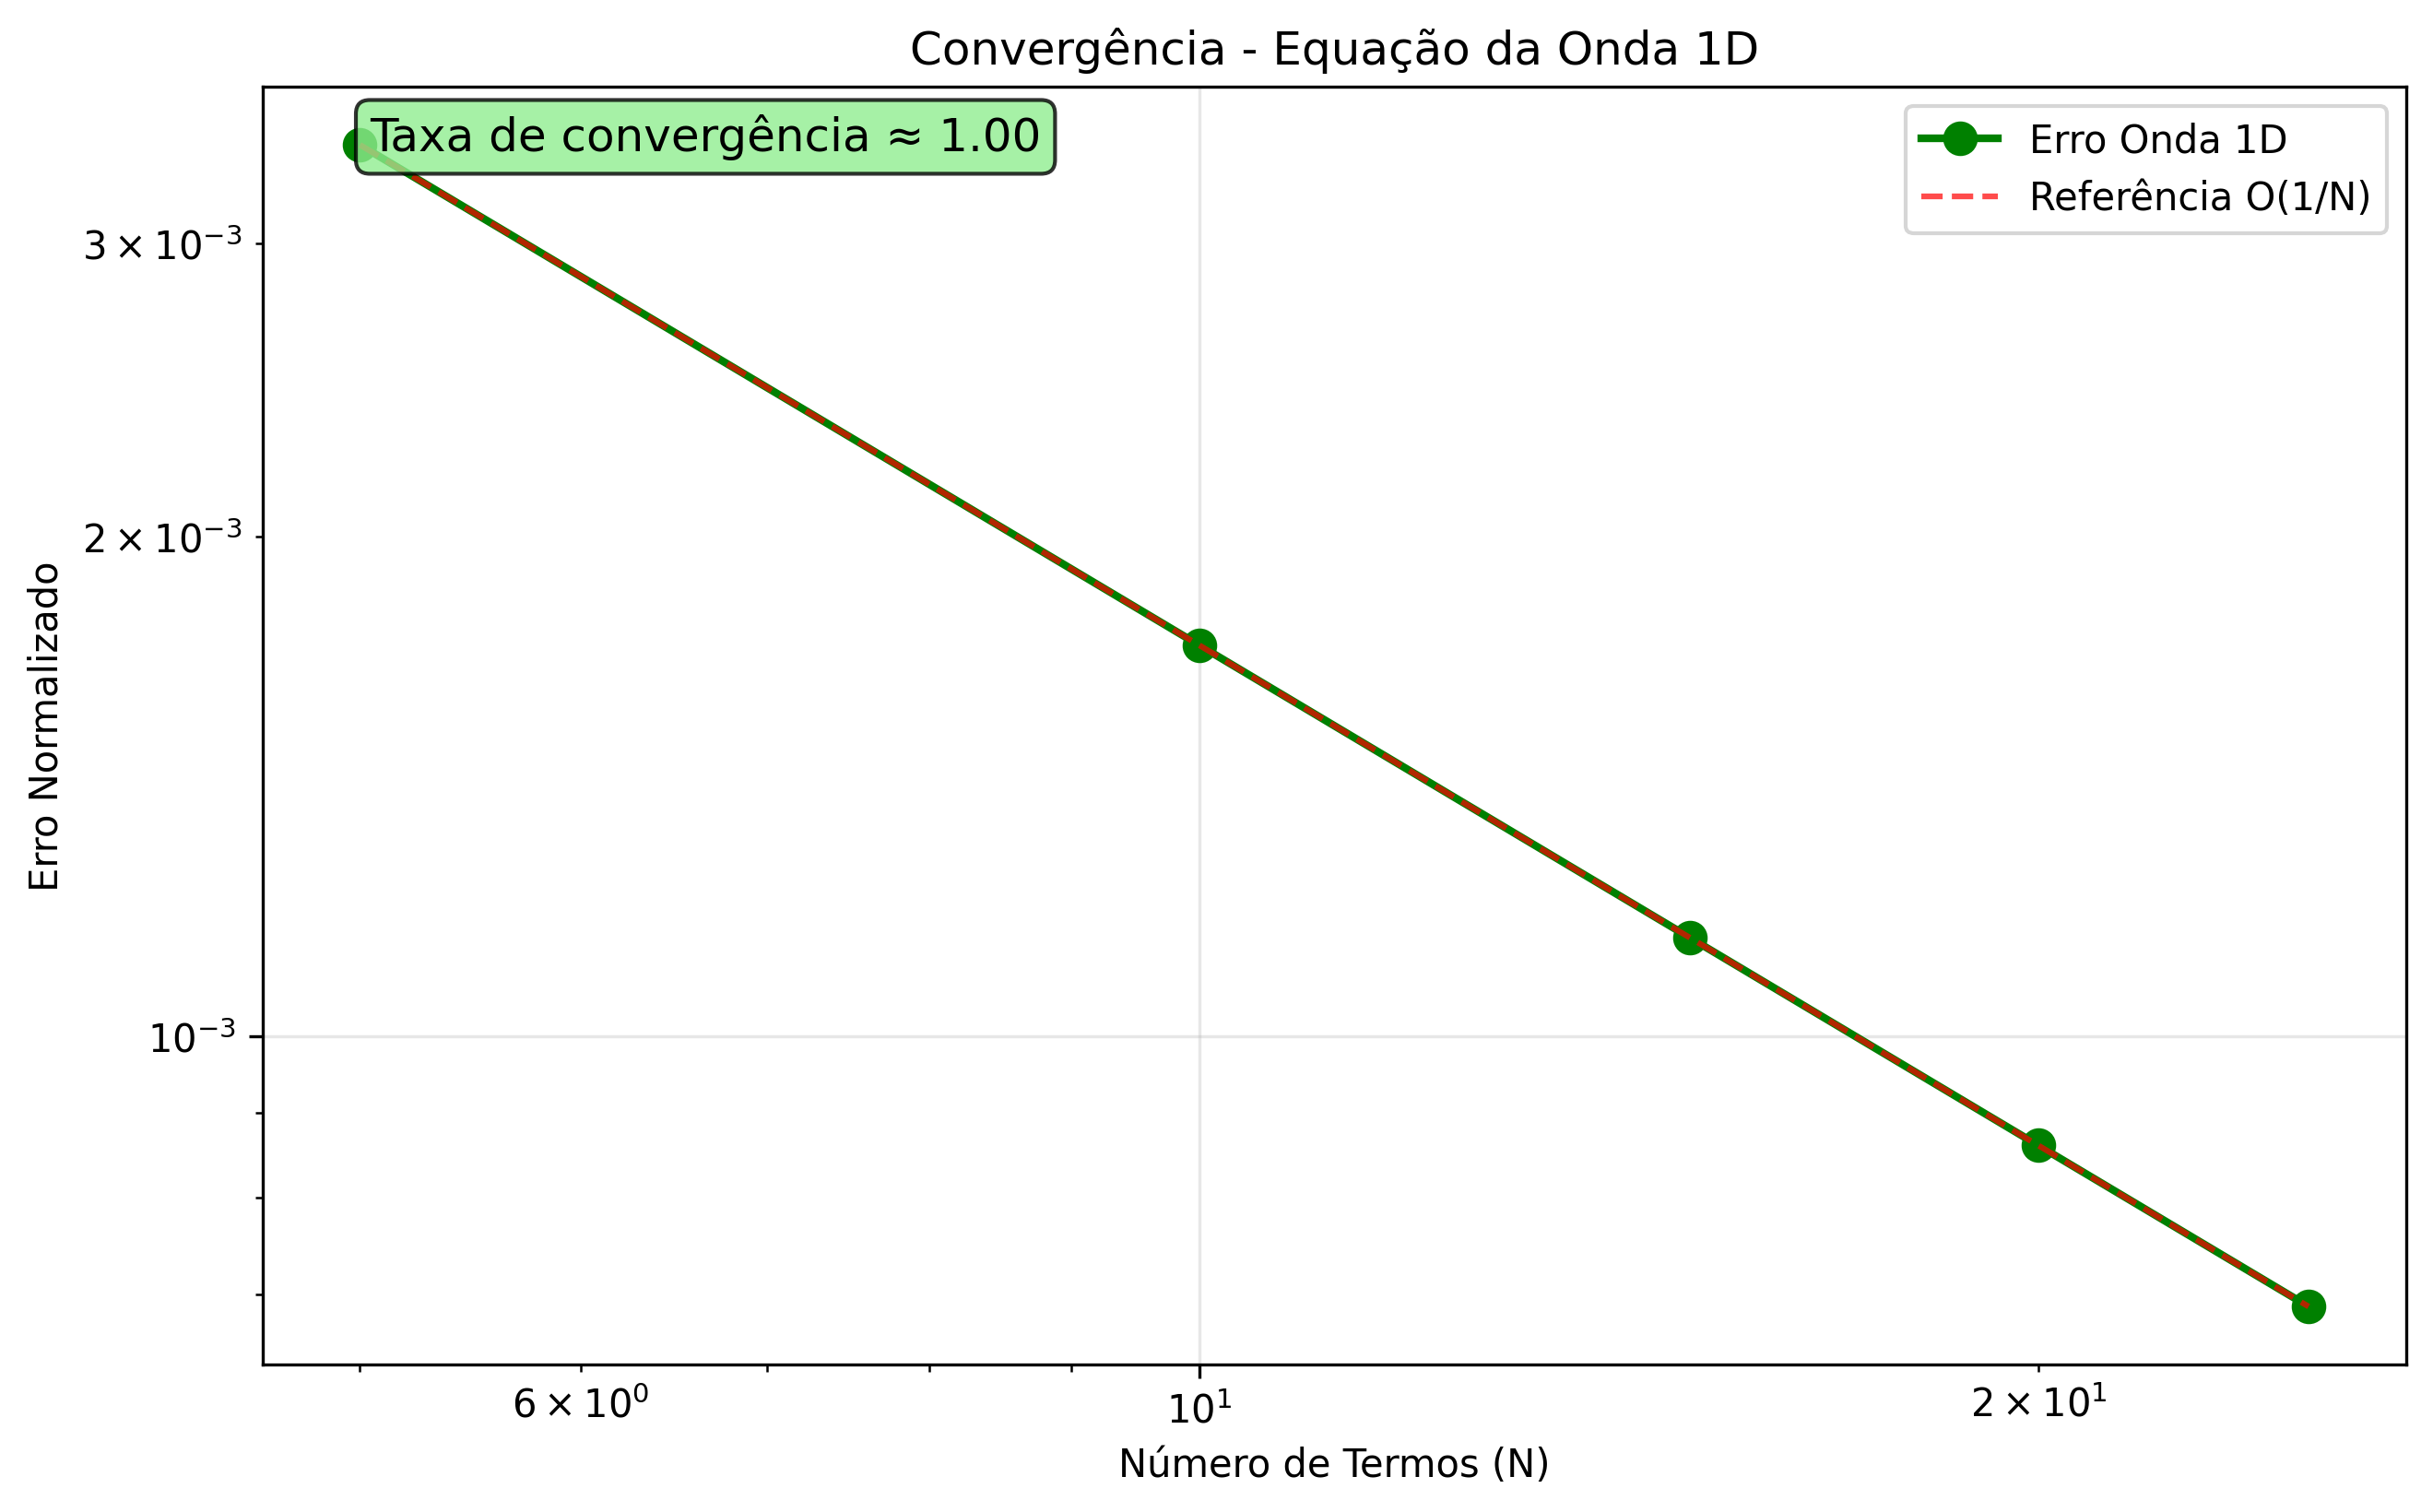 Convergência - Equação da Onda 1D
Taxa de convergência ≈ 1.00
Erro Onda 1D
Referência O(1/N)
3 × 10⁻³
2 × 10⁻³
10⁻³
Erro Normalizado
6 × 10⁰
10¹
2 × 10¹
Número de Termos (N)